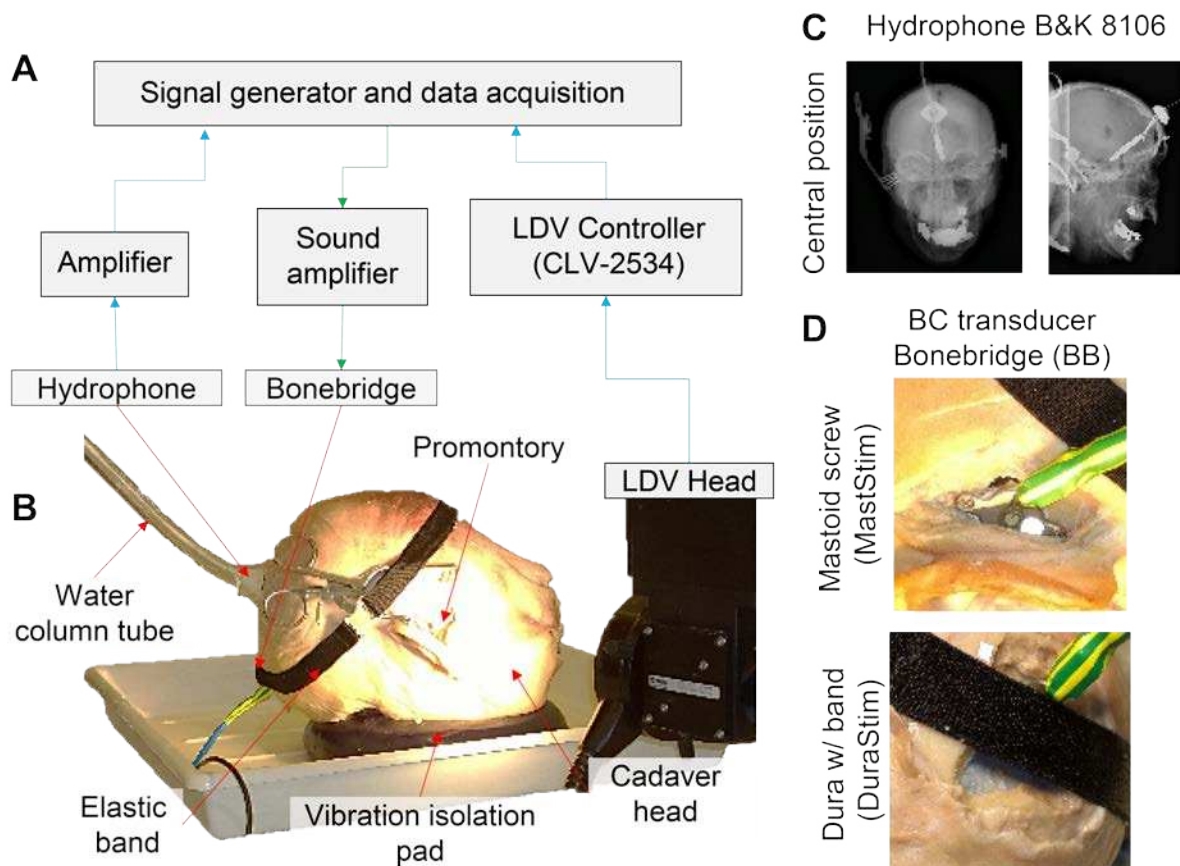 A
Signal generator and data acquisition
Amplifier
Sound
amplifier
LDV Controller
(CLV-2534)
Hydrophone
Bonebridge
LDV Head
B
Promontory
Water
column tube
Elastic
band
Vibration isolation
pad
Cadaver
head
C
Hydrophone B&K 8106
Central position
D
BC transducer
Bonebridge (BB)
Mastoid screw
(MastStim)
Dura w/ band
(DuraStim)